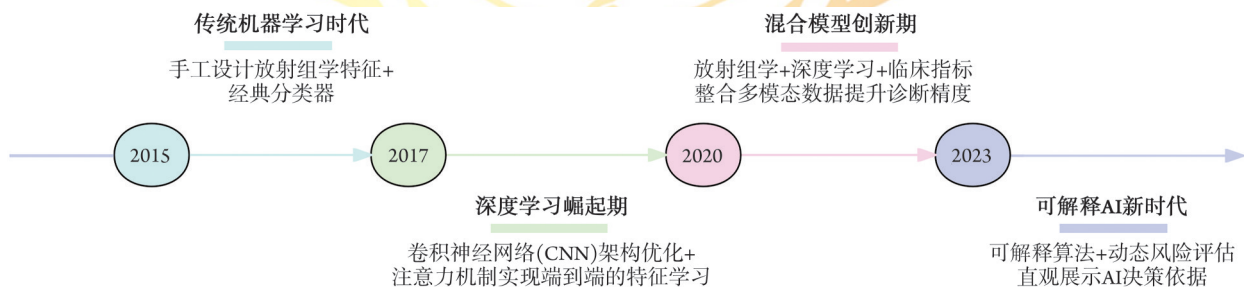 传统机器学习时代
手工设计放射组学特征+
经典分类器
混合模型创新期
放射组学+深度学习+临床指标
整合多模态数据提升诊断精度
2015
2017
2020
2023
深度学习崛起期
卷积神经网络(CNN)架构优化+
注意力机制实现端到端的特征学习
可解释AI新时代
可解释算法+动态风险评估
直观展示AI决策依据